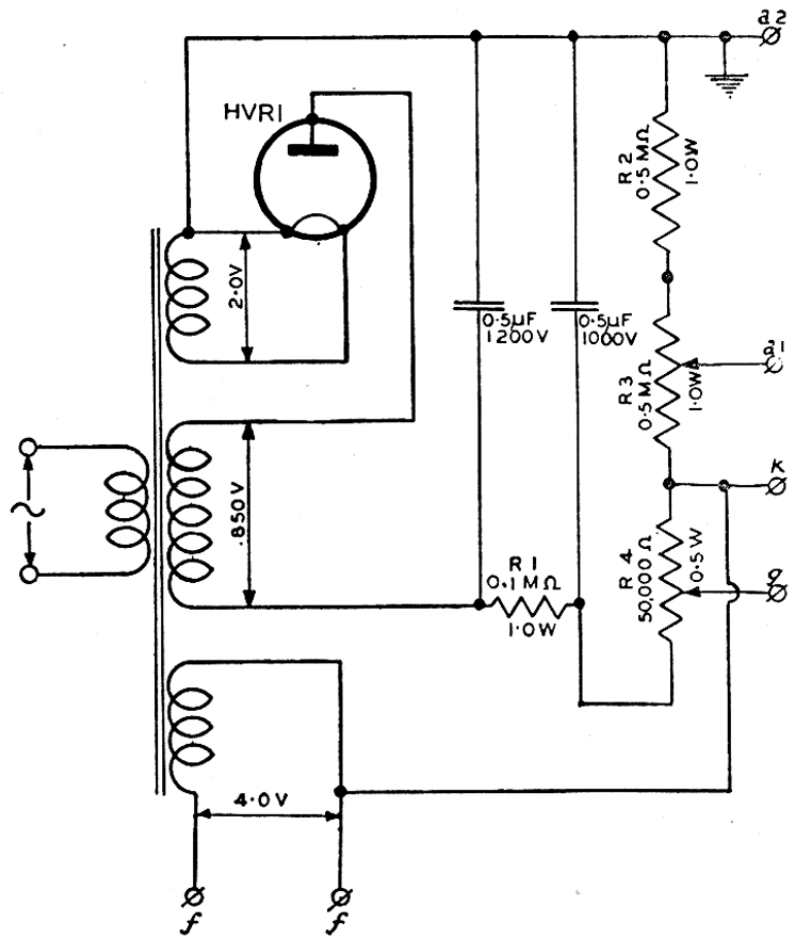 a2
HVR1
R2
0.5MΩ
1.0W
2.0V
0.5μF
1200V
0.5μF
1000V
R3
0.5MΩ
1.0W
a1
.850V
k
R1
0.1MΩ
1.0W
R4
50,000Ω
0.5W
g
4.0V
f
f